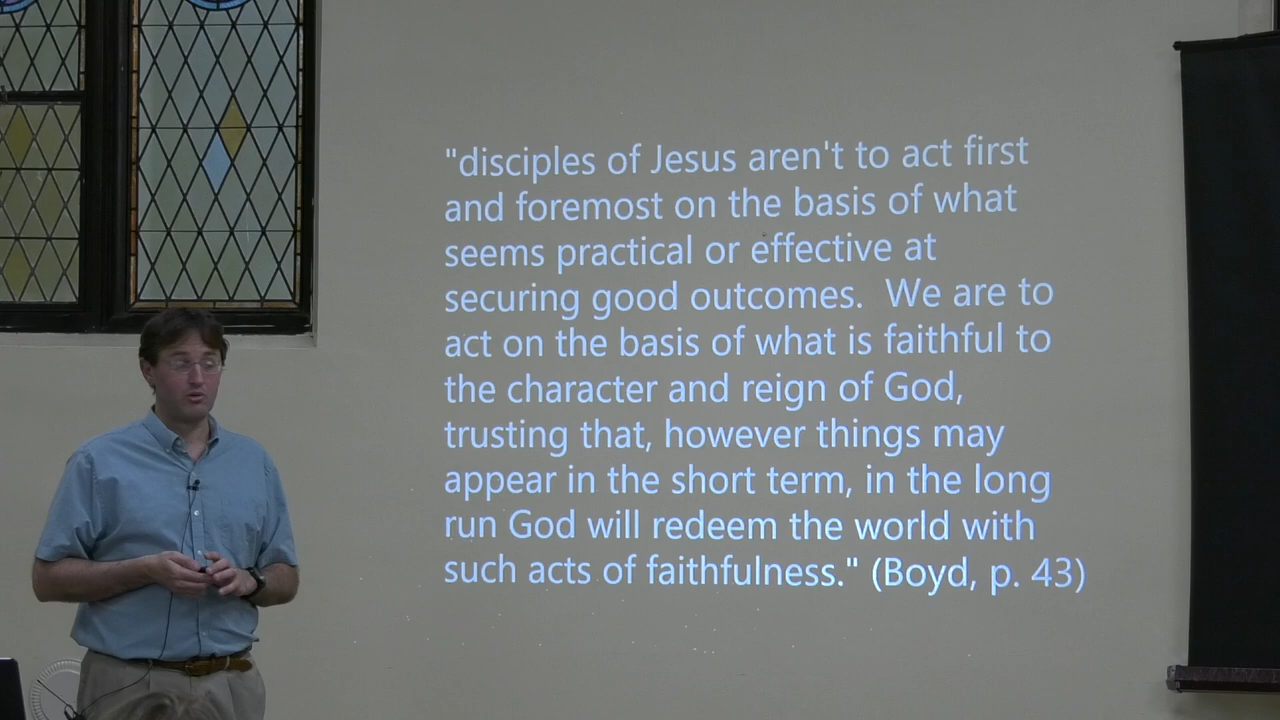 "disciples of Jesus aren't to act first
and foremost on the basis of what
seems practical or effective at
securing good outcomes.  We are to
act on the basis of what is faithful to
the character and reign of God,
trusting that, however things may
appear in the short term, in the long
run God will redeem the world with
such acts of faithfulness." (Boyd, p. 43)